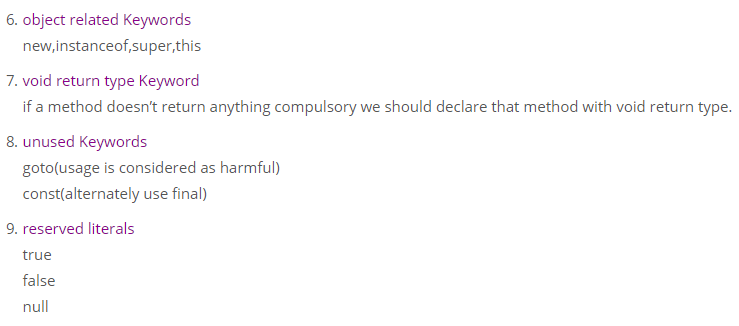 6. object related Keywords
new,instanceof,super,this
7. void return type Keyword
if a method doesn’t return anything compulsory we should declare that method with void return type.
8. unused Keywords
goto(usage is considered as harmful)
const(alternately use final)
9. reserved literals
true
false
null